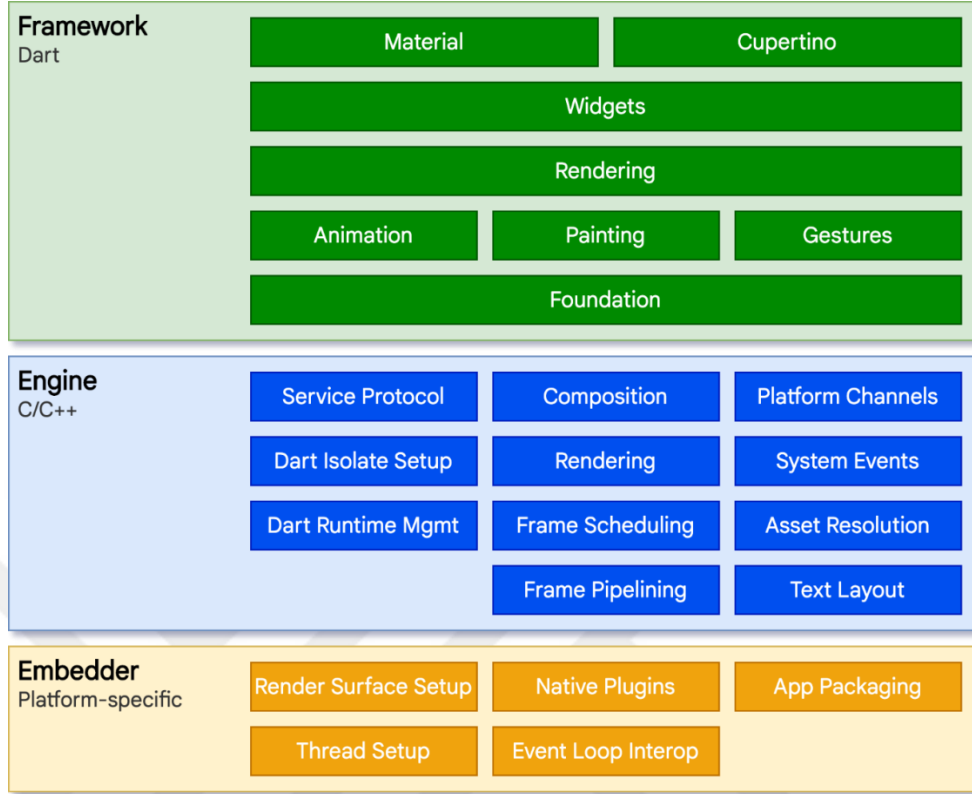 Framework
Dart
Material
Cupertino
Widgets
Rendering
Animation
Painting
Gestures
Foundation
Engine
C/C++
Service Protocol
Composition
Platform Channels
Dart Isolate Setup
Rendering
System Events
Dart Runtime Mgmt
Frame Scheduling
Asset Resolution
Frame Pipelining
Text Layout
Embedder
Platform-specific
Render Surface Setup
Native Plugins
App Packaging
Thread Setup
Event Loop Interop